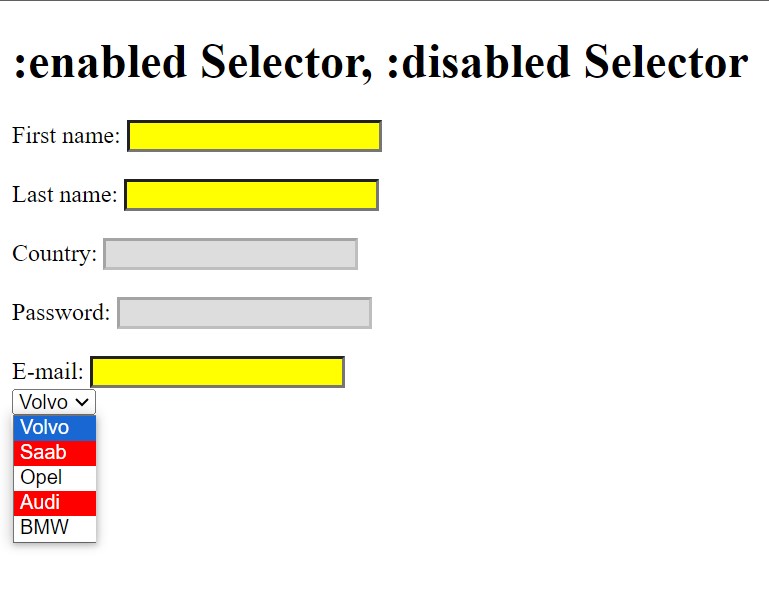 :enabled Selector, :disabled Selector
First name:
Last name:
Country:
Password:
E-mail:
Volvo
Volvo
Saab
Opel
Audi
BMW